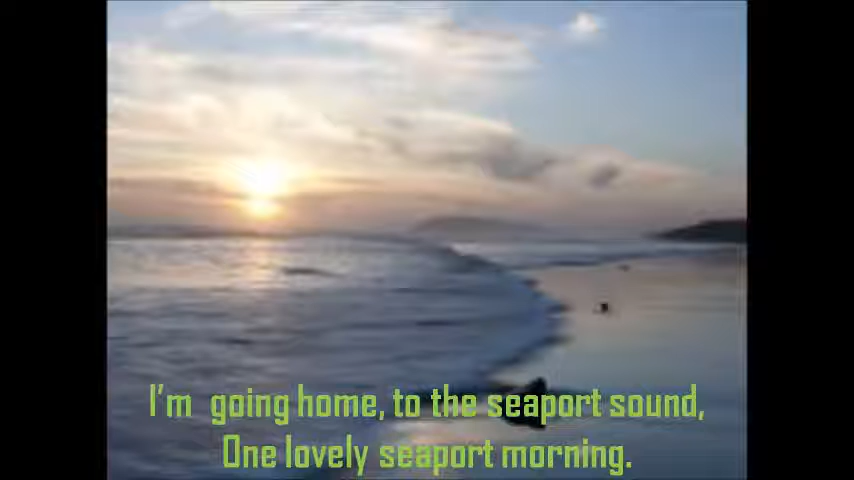 I'm going home, to the seaport sound,
One lovely seaport morning.